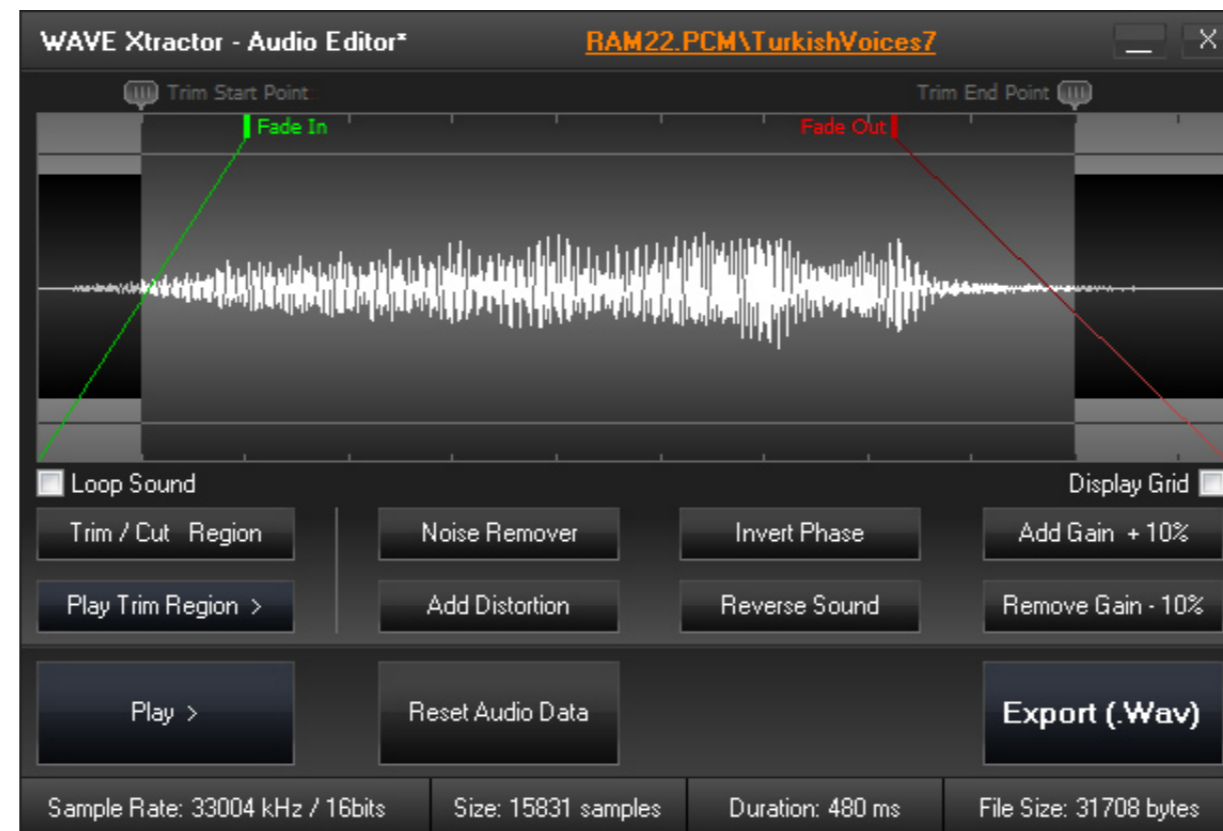 WAVE Xtractor - Audio Editor* RAM22.PCM\TurkishVoices7
Trim Start Point Trim End Point
Fade In Fade Out
Loop Sound Display Grid
Trim / Cut Region Noise Remover Invert Phase Add Gain + 10%
Play Trim Region > Add Distortion Reverse Sound Remove Gain - 10%
Play > Reset Audio Data Export (.Wav)
Sample Rate: 33004 kHz / 16bits Size: 15831 samples Duration: 480 ms File Size: 31708 bytes